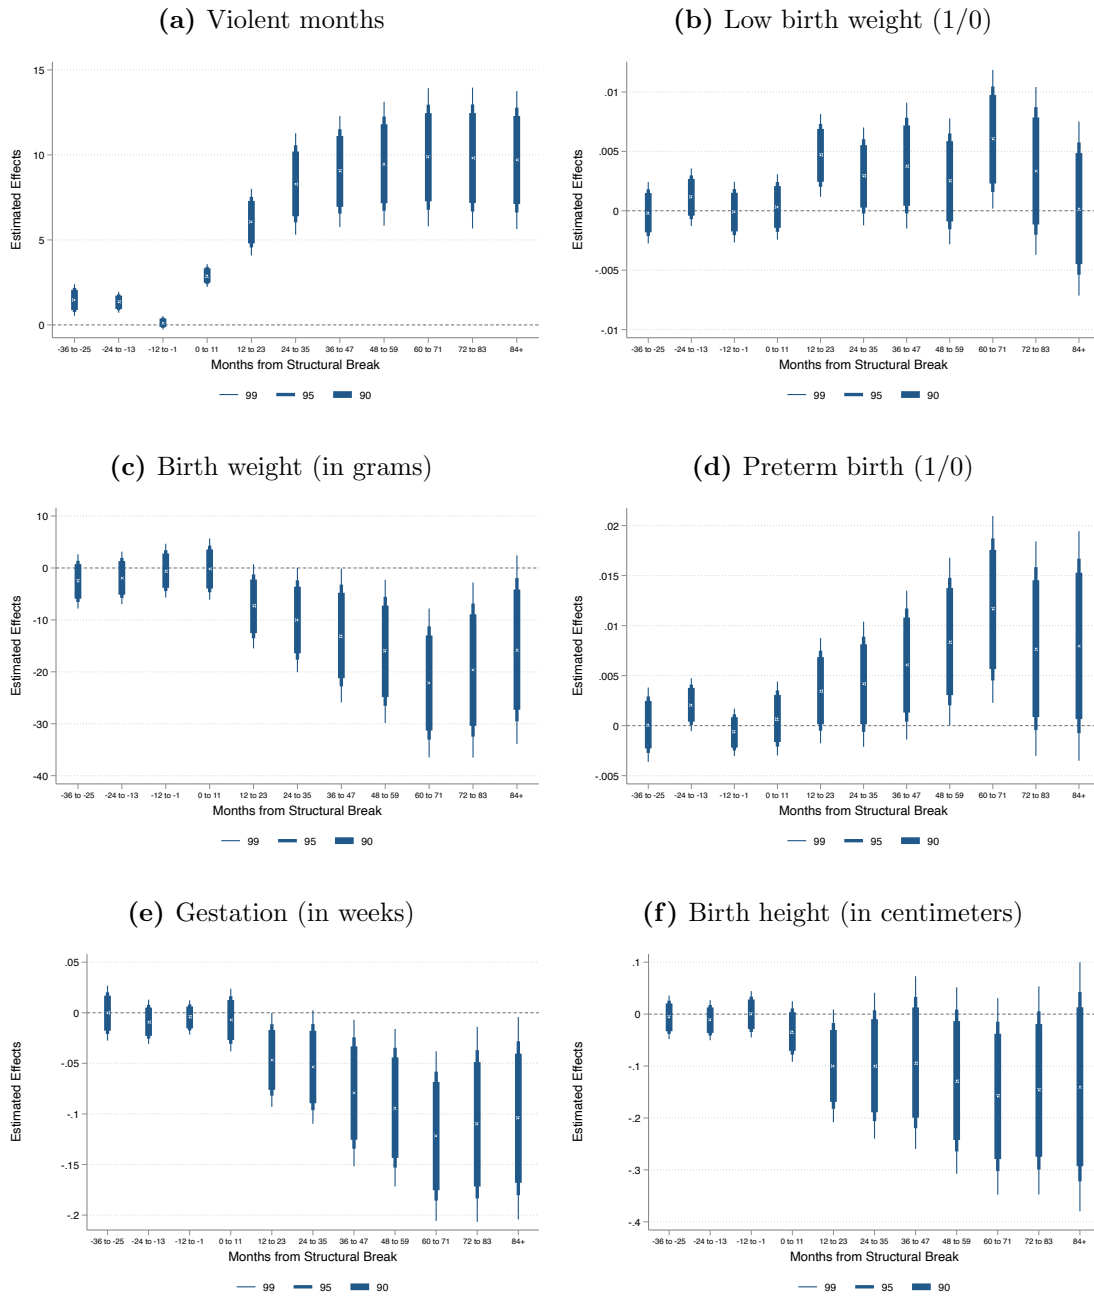 (a) Violent months
Estimated Effects
15
10
5
0
-36 to -25 -24 to -13 -12 to -1 0 to 11 12 to 23 24 to 35 36 to 47 48 to 59 60 to 71 72 to 83 84+
Months from Structural Break
99 95 90
(b) Low birth weight (1/0)
Estimated Effects
.01
.005
0
-.005
-.01
-36 to -25 -24 to -13 -12 to -1 0 to 11 12 to 23 24 to 35 36 to 47 48 to 59 60 to 71 72 to 83 84+
Months from Structural Break
99 95 90
(c) Birth weight (in grams)
Estimated Effects
10
0
-10
-20
-30
-40
-36 to -25 -24 to -13 -12 to -1 0 to 11 12 to 23 24 to 35 36 to 47 48 to 59 60 to 71 72 to 83 84+
Months from Structural Break
99 95 90
(d) Preterm birth (1/0)
Estimated Effects
.02
.015
.01
.005
0
-.005
-36 to -25 -24 to -13 -12 to -1 0 to 11 12 to 23 24 to 35 36 to 47 48 to 59 60 to 71 72 to 83 84+
Months from Structural Break
99 95 90
(e) Gestation (in weeks)
Estimated Effects
.05
0
-.05
-.1
-.15
-.2
-36 to -25 -24 to -13 -12 to -1 0 to 11 12 to 23 24 to 35 36 to 47 48 to 59 60 to 71 72 to 83 84+
Months from Structural Break
99 95 90
(f) Birth height (in centimeters)
Estimated Effects
.1
0
-.1
-.2
-.3
-.4
-36 to -25 -24 to -13 -12 to -1 0 to 11 12 to 23 24 to 35 36 to 47 48 to 59 60 to 71 72 to 83 84+
Months from Structural Break
99 95 90